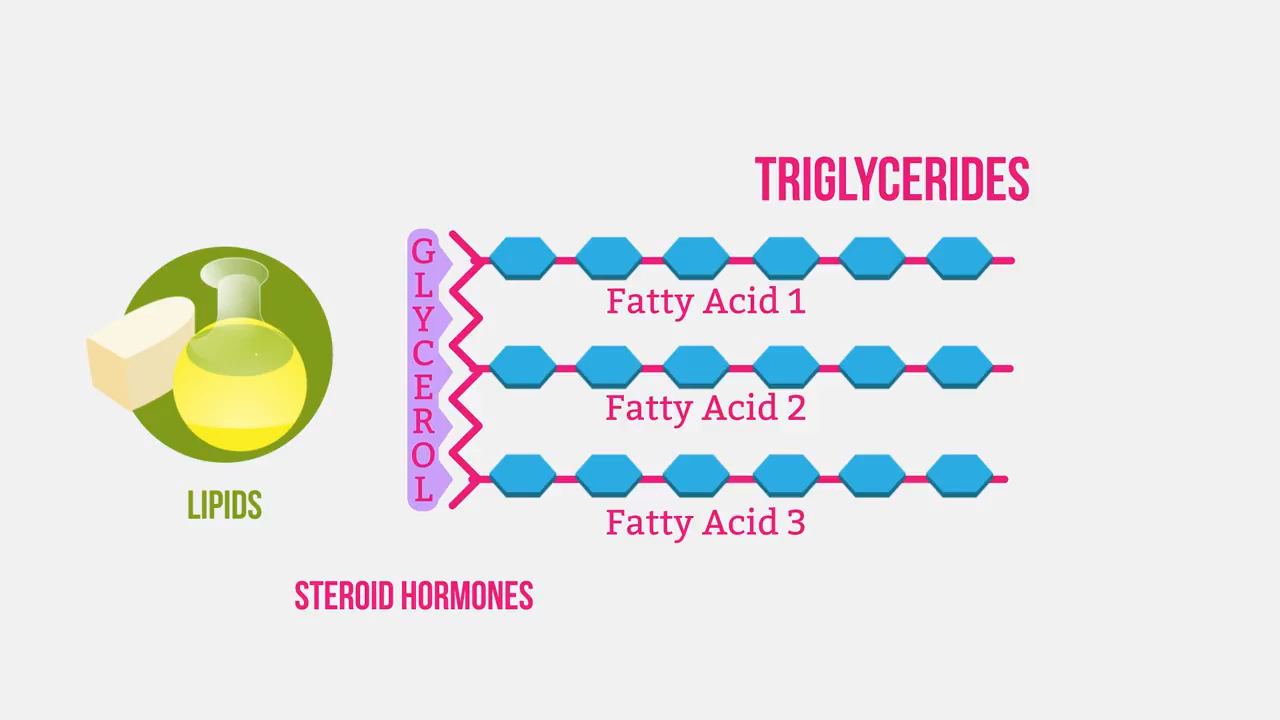 TRIGLYCERIDES
GLYCEROL
Fatty Acid 1
Fatty Acid 2
Fatty Acid 3
LIPIDS
STEROID HORMONES